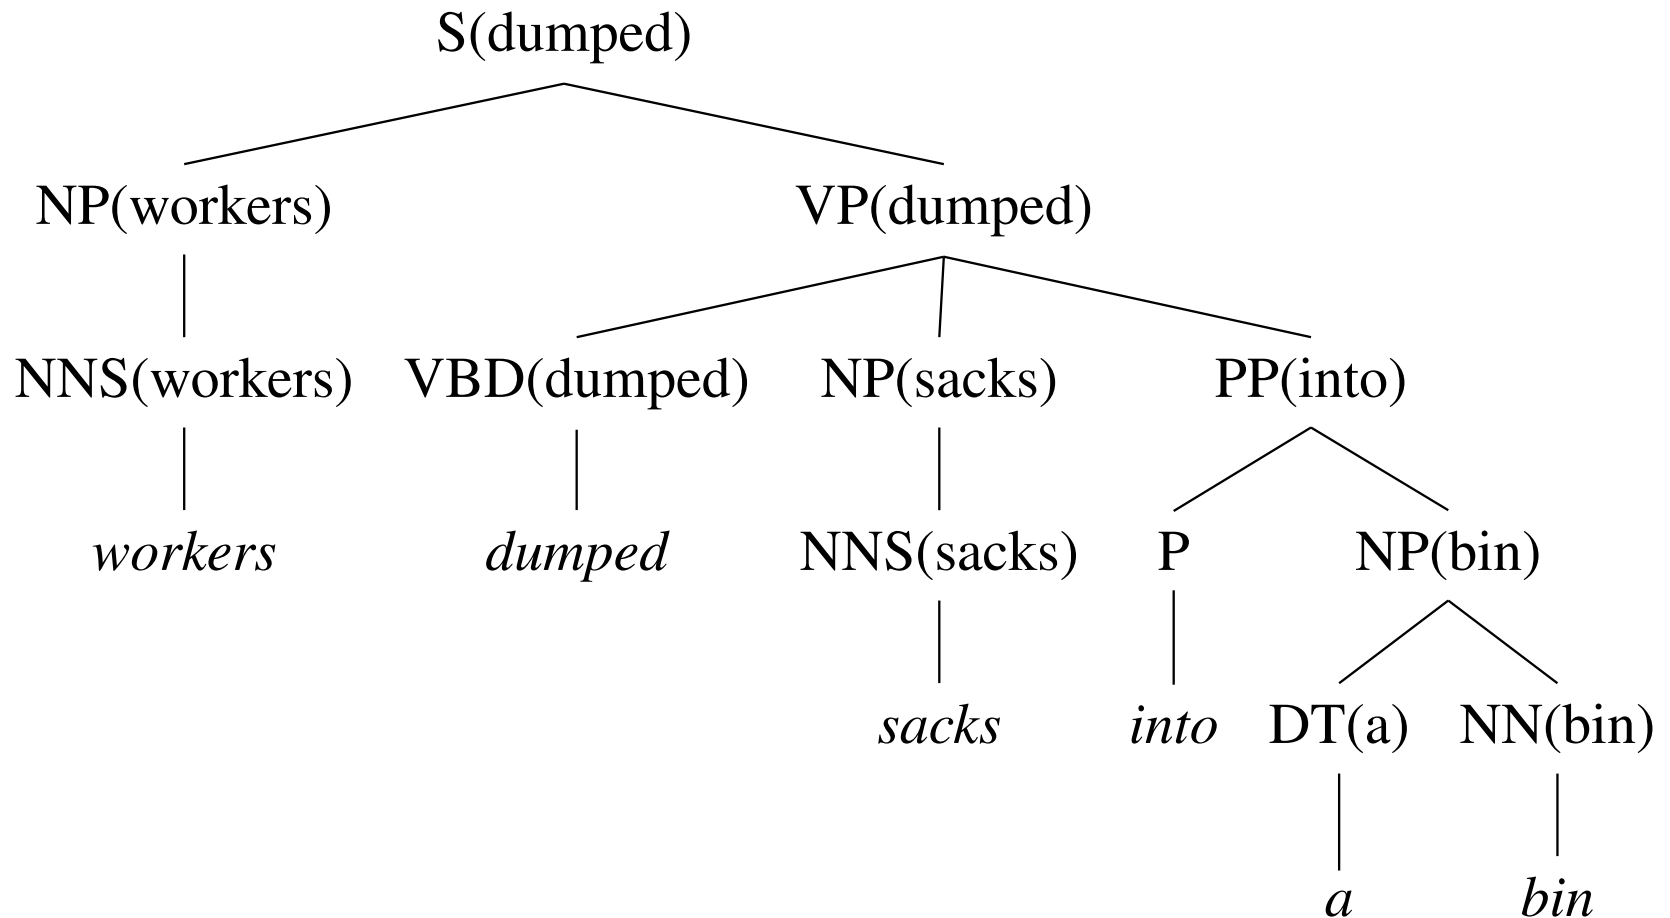 S(dumped)
NP(workers) VP(dumped)
NNS(workers) VBD(dumped) NP(sacks) PP(into)
workers dumped NNS(sacks) P NP(bin)
sacks into DT(a) NN(bin)
a bin